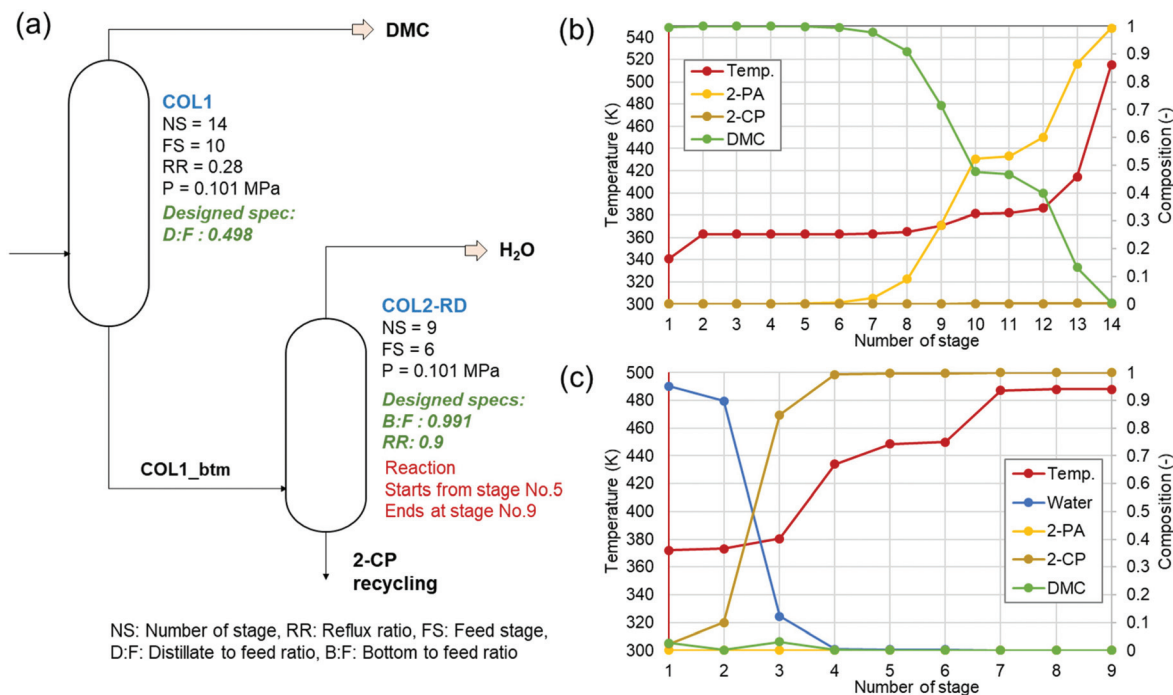 (a)
DMC
COL1
NS = 14
FS = 10
RR = 0.28
P = 0.101 MPa
Designed spec:
D:F : 0.498
H₂O
COL2-RD
NS = 9
FS = 6
P = 0.101 MPa
Designed specs:
B:F : 0.991
RR: 0.9
Reaction
Starts from stage No.5
Ends at stage No.9
COL1_btm
2-CP
recycling
NS: Number of stage, RR: Reflux ratio, FS: Feed stage,
D:F: Distillate to feed ratio, B:F: Bottom to feed ratio
(b)
Temperature (K)
540
520
500
480
460
440
420
400
380
360
340
320
300
Temp.
2-PA
2-CP
DMC
1
0.9
0.8
0.7
0.6
0.5
0.4
0.3
0.2
0.1
0
Composition (-)
1 2 3 4 5 6 7 8 9 10 11 12 13 14
Number of stage
(c)
Temperature (K)
500
480
460
440
420
400
380
360
340
320
300
Temp.
Water
2-PA
2-CP
DMC
1
0.9
0.8
0.7
0.6
0.5
0.4
0.3
0.2
0.1
0
Composition (-)
1 2 3 4 5 6 7 8 9
Number of stage